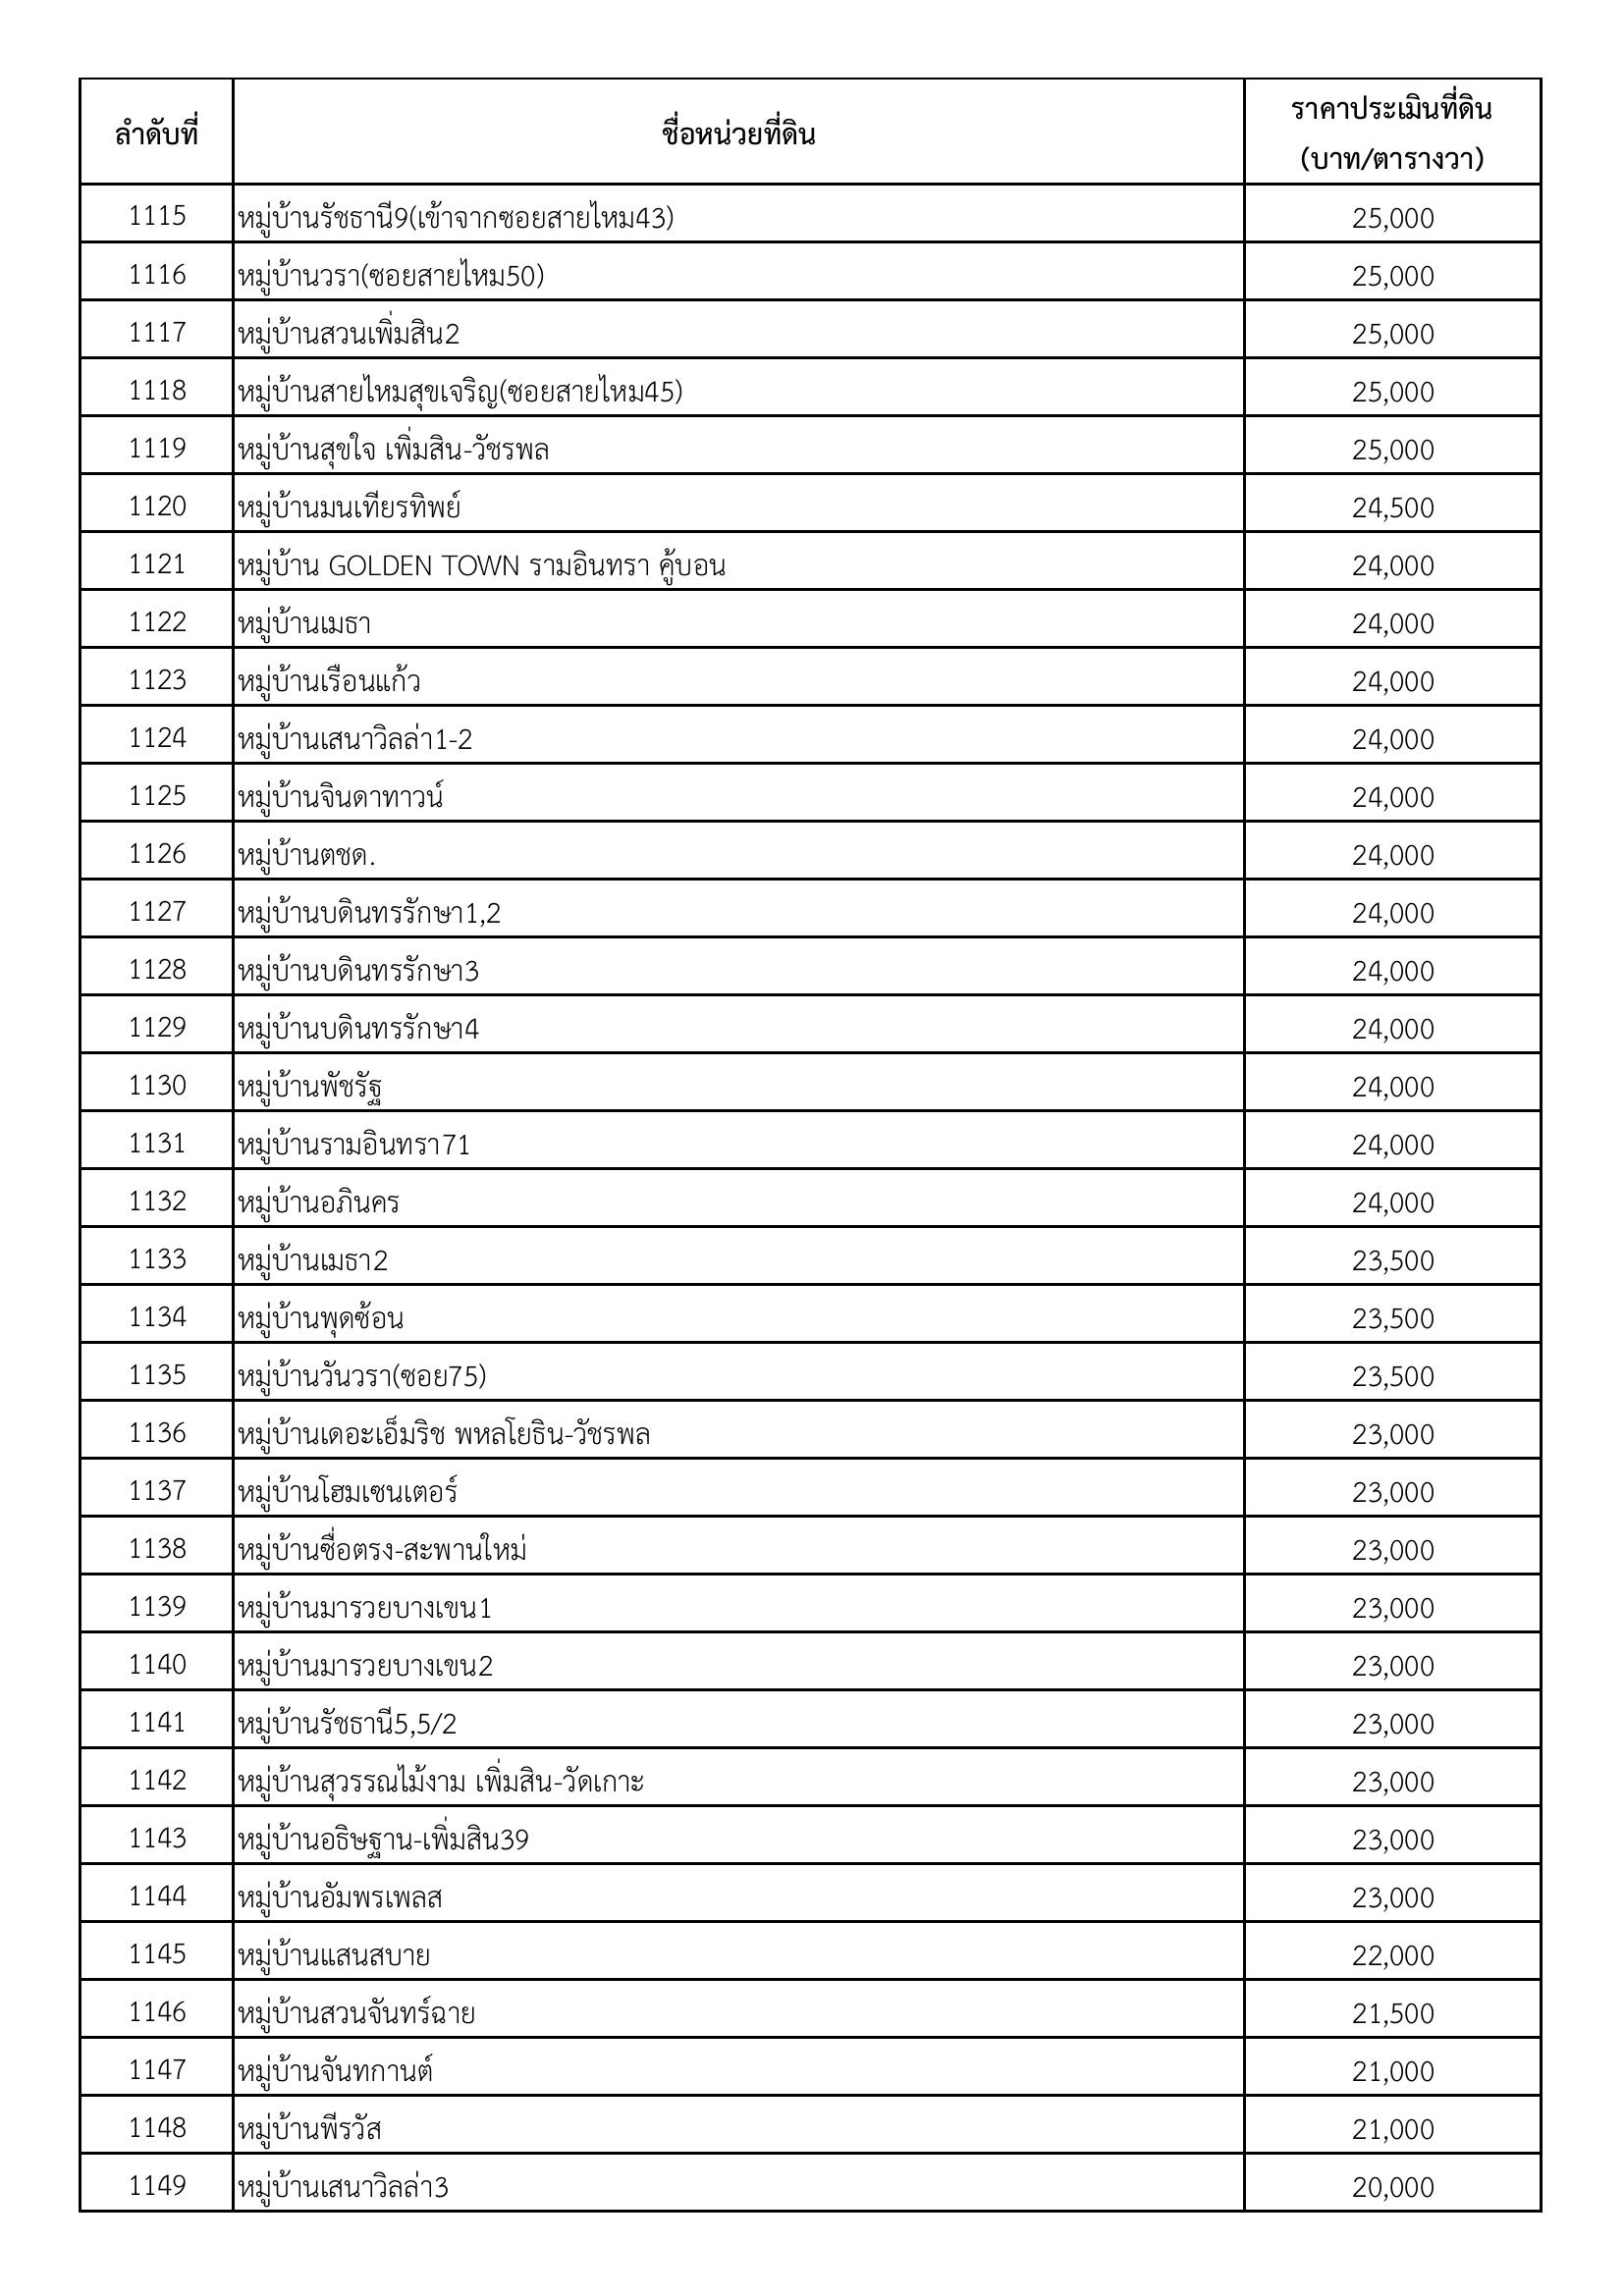 ลำดับที่ ชื่อหน่วยที่ดิน ราคาประเมินที่ดิน
(บาท/ตารางวา)
1115 หมู่บ้านรัชธานี9(เข้าจากซอยสายไหม43) 25,000
1116 หมู่บ้านวรา(ซอยสายไหม50) 25,000
1117 หมู่บ้านสวนเพิ่มสิน2 25,000
1118 หมู่บ้านสายไหมสุขเจริญ(ซอยสายไหม45) 25,000
1119 หมู่บ้านสุขใจ เพิ่มสิน-วัชรพล 25,000
1120 หมู่บ้านมนเทียรทิพย์ 24,500
1121 หมู่บ้าน GOLDEN TOWN รามอินทรา คู้บอน 24,000
1122 หมู่บ้านเมธา 24,000
1123 หมู่บ้านเรือนแก้ว 24,000
1124 หมู่บ้านเสนาวิลล่า1-2 24,000
1125 หมู่บ้านจินดาทาวน์ 24,000
1126 หมู่บ้านตชด. 24,000
1127 หมู่บ้านบดินทรรักษา1,2 24,000
1128 หมู่บ้านบดินทรรักษา3 24,000
1129 หมู่บ้านบดินทรรักษา4 24,000
1130 หมู่บ้านพัชรัฐ 24,000
1131 หมู่บ้านรามอินทรา71 24,000
1132 หมู่บ้านอภินคร 24,000
1133 หมู่บ้านเมธา2 23,500
1134 หมู่บ้านพุดซ้อน 23,500
1135 หมู่บ้านวันวรา(ซอย75) 23,500
1136 หมู่บ้านเดอะเอ็มริช พหลโยธิน-วัชรพล 23,000
1137 หมู่บ้านโฮมเซนเตอร์ 23,000
1138 หมู่บ้านซื่อตรง-สะพานใหม่ 23,000
1139 หมู่บ้านมารวยบางเขน1 23,000
1140 หมู่บ้านมารวยบางเขน2 23,000
1141 หมู่บ้านรัชธานี5,5/2 23,000
1142 หมู่บ้านสุวรรณไม้งาม เพิ่มสิน-วัดเกาะ 23,000
1143 หมู่บ้านอธิษฐาน-เพิ่มสิน39 23,000
1144 หมู่บ้านอัมพรเพลส 23,000
1145 หมู่บ้านแสนสบาย 22,000
1146 หมู่บ้านสวนจันทร์ฉาย 21,500
1147 หมู่บ้านจันทกานต์ 21,000
1148 หมู่บ้านพีรวัส 21,000
1149 หมู่บ้านเสนาวิลล่า3 20,000